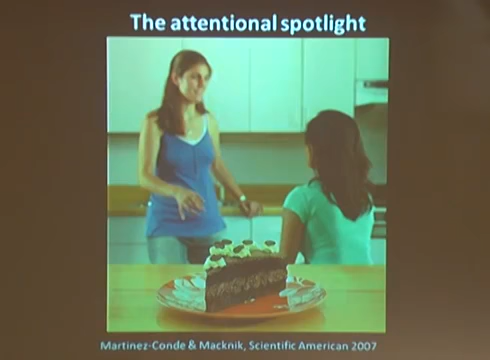 The attentional spotlight
Martinez-Conde & Macknik, Scientific American 2007